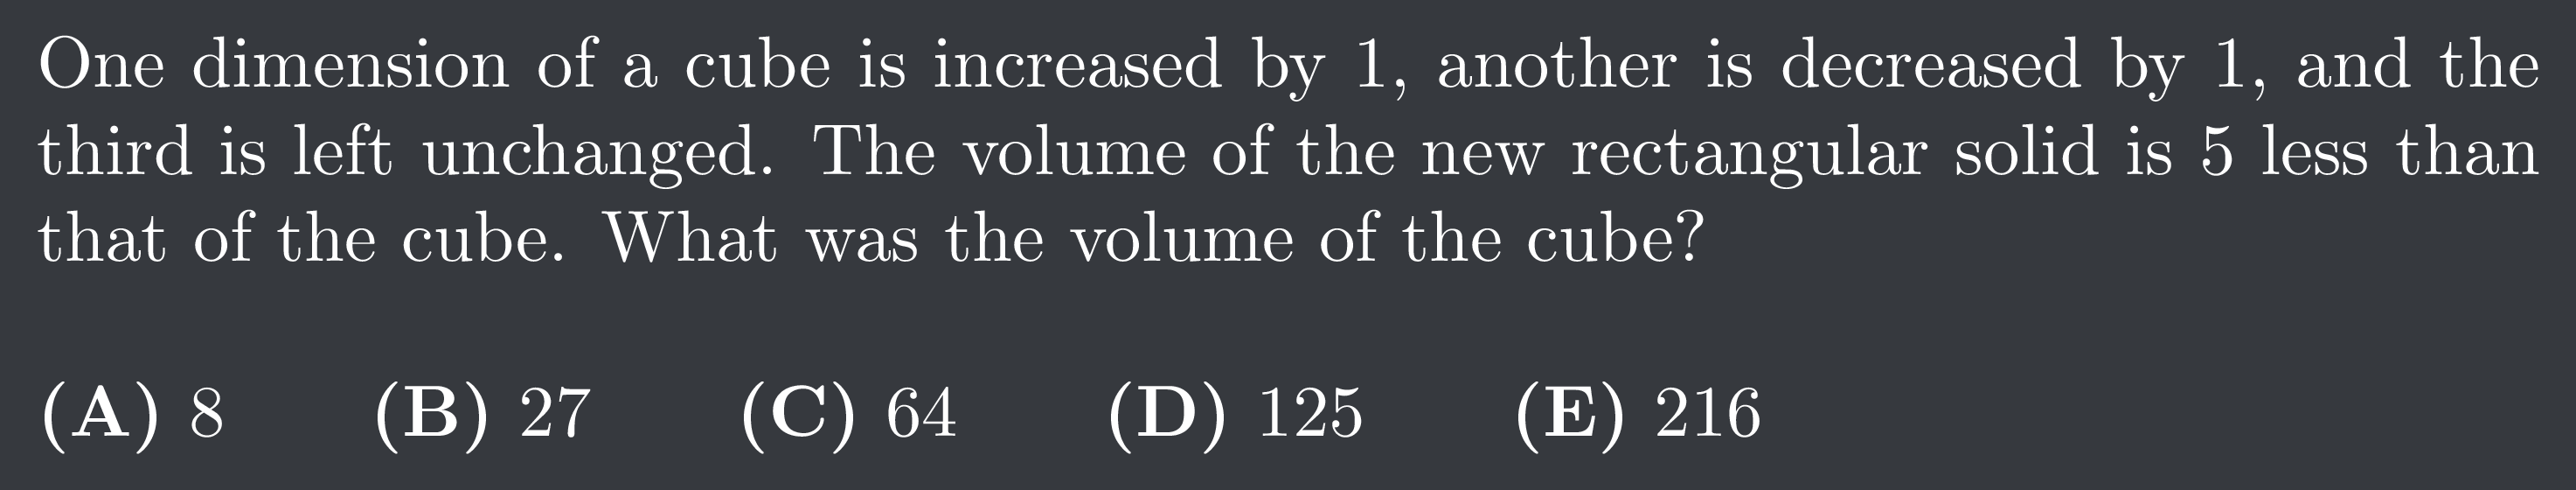 One dimension of a cube is increased by 1, another is decreased by 1, and the
third is left unchanged. The volume of the new rectangular solid is 5 less than
that of the cube. What was the volume of the cube?
(A) 8 (B) 27 (C) 64 (D) 125 (E) 216